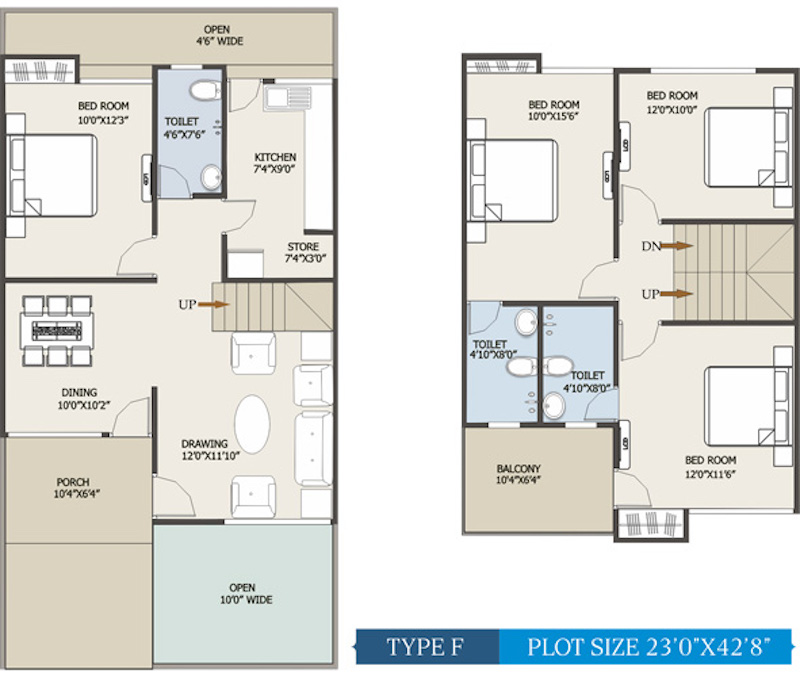 OPEN
4'6" WIDE
BED ROOM
10'0"X12'3"
TOILET
4'6"X7'6"
KITCHEN
7'4"X9'0"
STORE
7'4"X3'0"
UP
DINING
10'0"X10'2"
DRAWING
12'0"X11'10"
PORCH
10'4"X6'4"
OPEN
10'0" WIDE
BED ROOM
10'0"X15'6"
BED ROOM
12'0"X10'0"
DN
UP
TOILET
4'10"X8'0"
TOILET
4'10"X8'0"
BED ROOM
12'0"X11'6"
BALCONY
10'4"X6'4"
TYPE F
PLOT SIZE 23'0"X42'8"